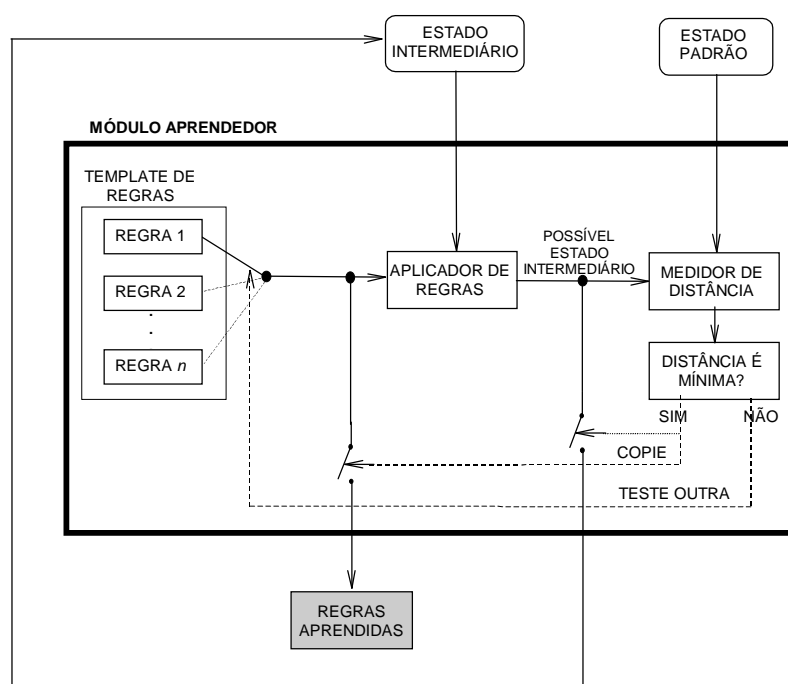 ESTADO
INTERMEDIÁRIO
ESTADO
PADRÃO
MÓDULO APRENDEDOR
TEMPLATE DE
REGRAS
REGRA 1
REGRA 2
REGRA n
APLICADOR DE
REGRAS
POSSÍVEL
ESTADO
INTERMEDIÁRIO
MEDIDOR DE
DISTÂNCIA
DISTÂNCIA É
MÍNIMA?
SIM
NÃO
COPIE
TESTE OUTRA
REGRAS
APRENDIDAS